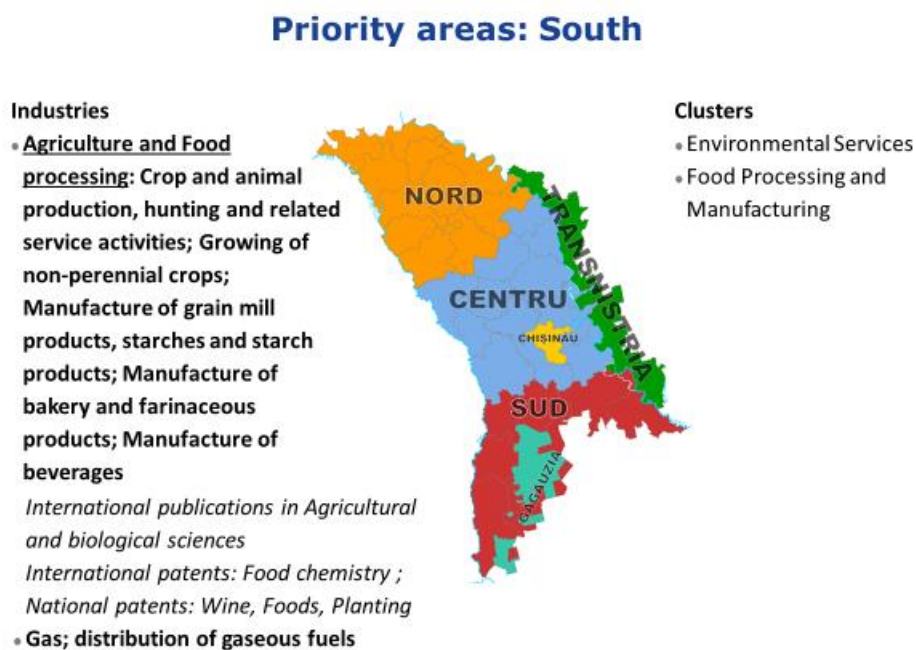 Priority areas: South
Industries
• Agriculture and Food
processing: Crop and animal
production, hunting and related
service activities; Growing of
non-perennial crops;
Manufacture of grain mill
products, starches and starch
products; Manufacture of
bakery and farinaceous
products; Manufacture of
beverages
International publications in Agricultural
and biological sciences
International patents: Food chemistry ;
National patents: Wine, Foods, Planting
• Gas; distribution of gaseous fuels
NORD
TRANSNISTRIA
CENTRU
CHIȘINĂU
SUD
GAGAUZIA
Clusters
• Environmental Services
• Food Processing and
Manufacturing